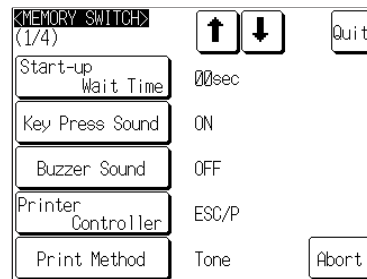 <MEMORY SWITCH>
(1/4)
Quit
Start-up
Wait Time
00sec
Key Press Sound
ON
Buzzer Sound
OFF
Printer
Controller
ESC/P
Print Method
Tone
Abort